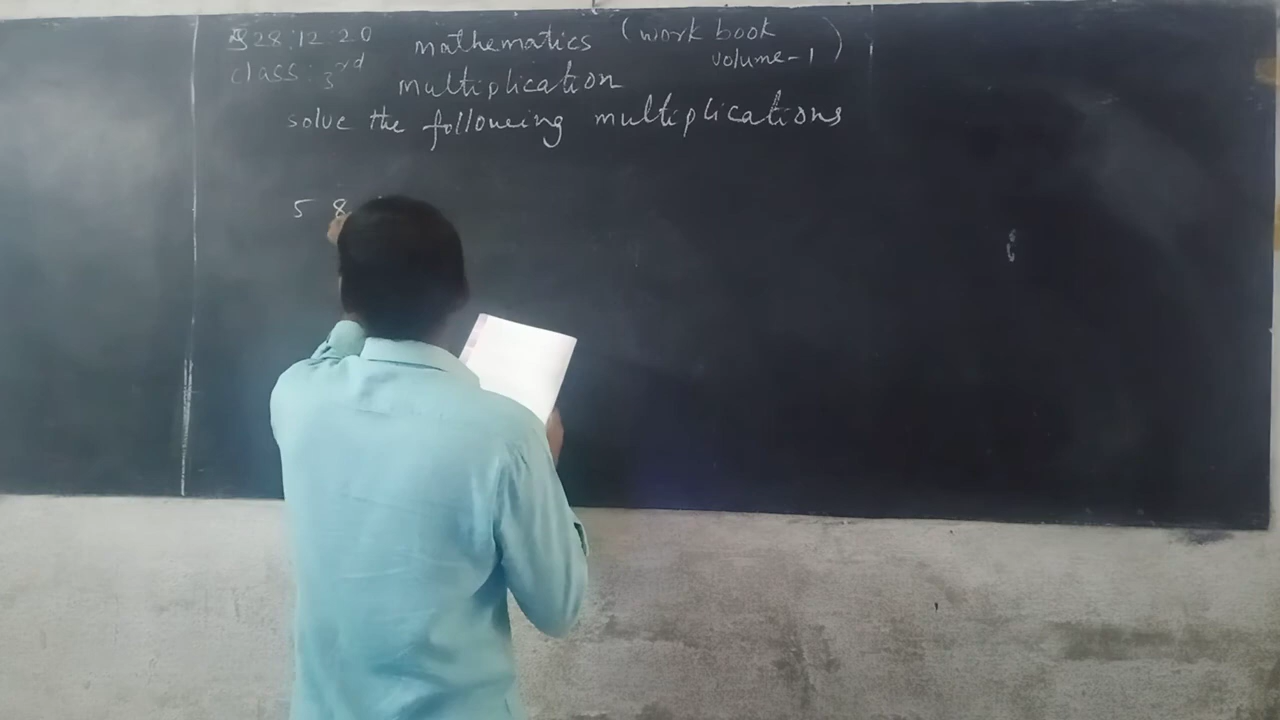 28:12:20 mathematics (work book
class: 3rd volume-1)
multiplication
solve the following multiplications
5 8